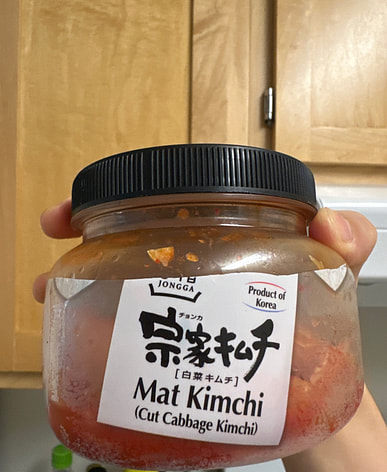 JONGGA
Product of
Korea
チョンカ
宗家キムチ
[白菜キムチ]
Mat Kimchi
(Cut Cabbage Kimchi)